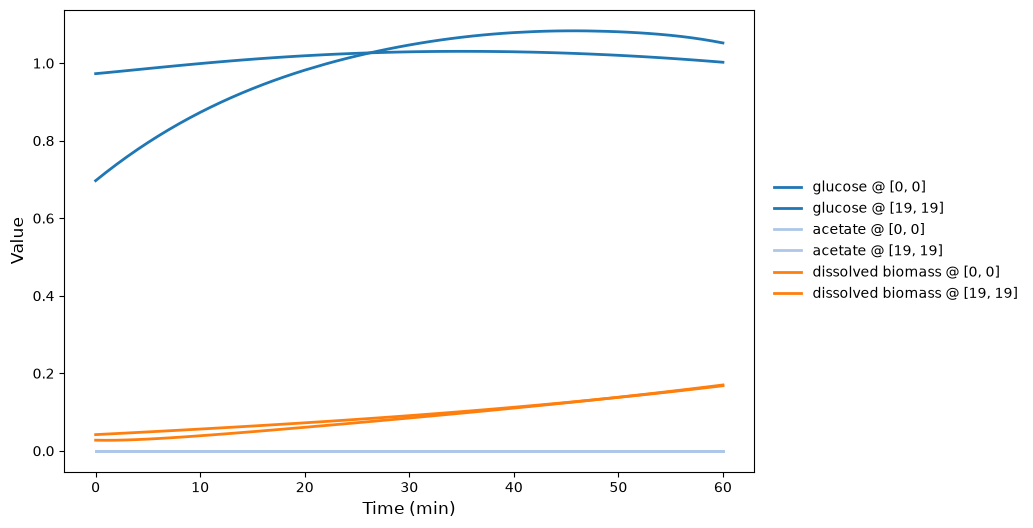 1.0
0.8
0.6
0.4
0.2
0.0
Value
0 10 20 30 40 50 60
Time (min)
glucose @ [0, 0]
glucose @ [19, 19]
acetate @ [0, 0]
acetate @ [19, 19]
dissolved biomass @ [0, 0]
dissolved biomass @ [19, 19]